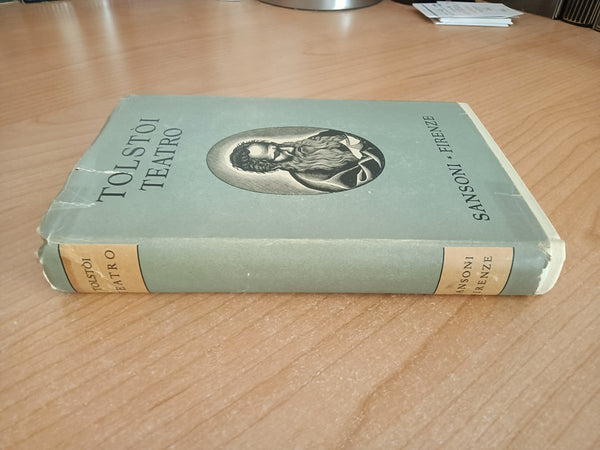 TOLSTÒI
TEATRO
SANSONI • FIRENZE
TOLSTÒI
TEATRO
SANSONI
FIRENZE